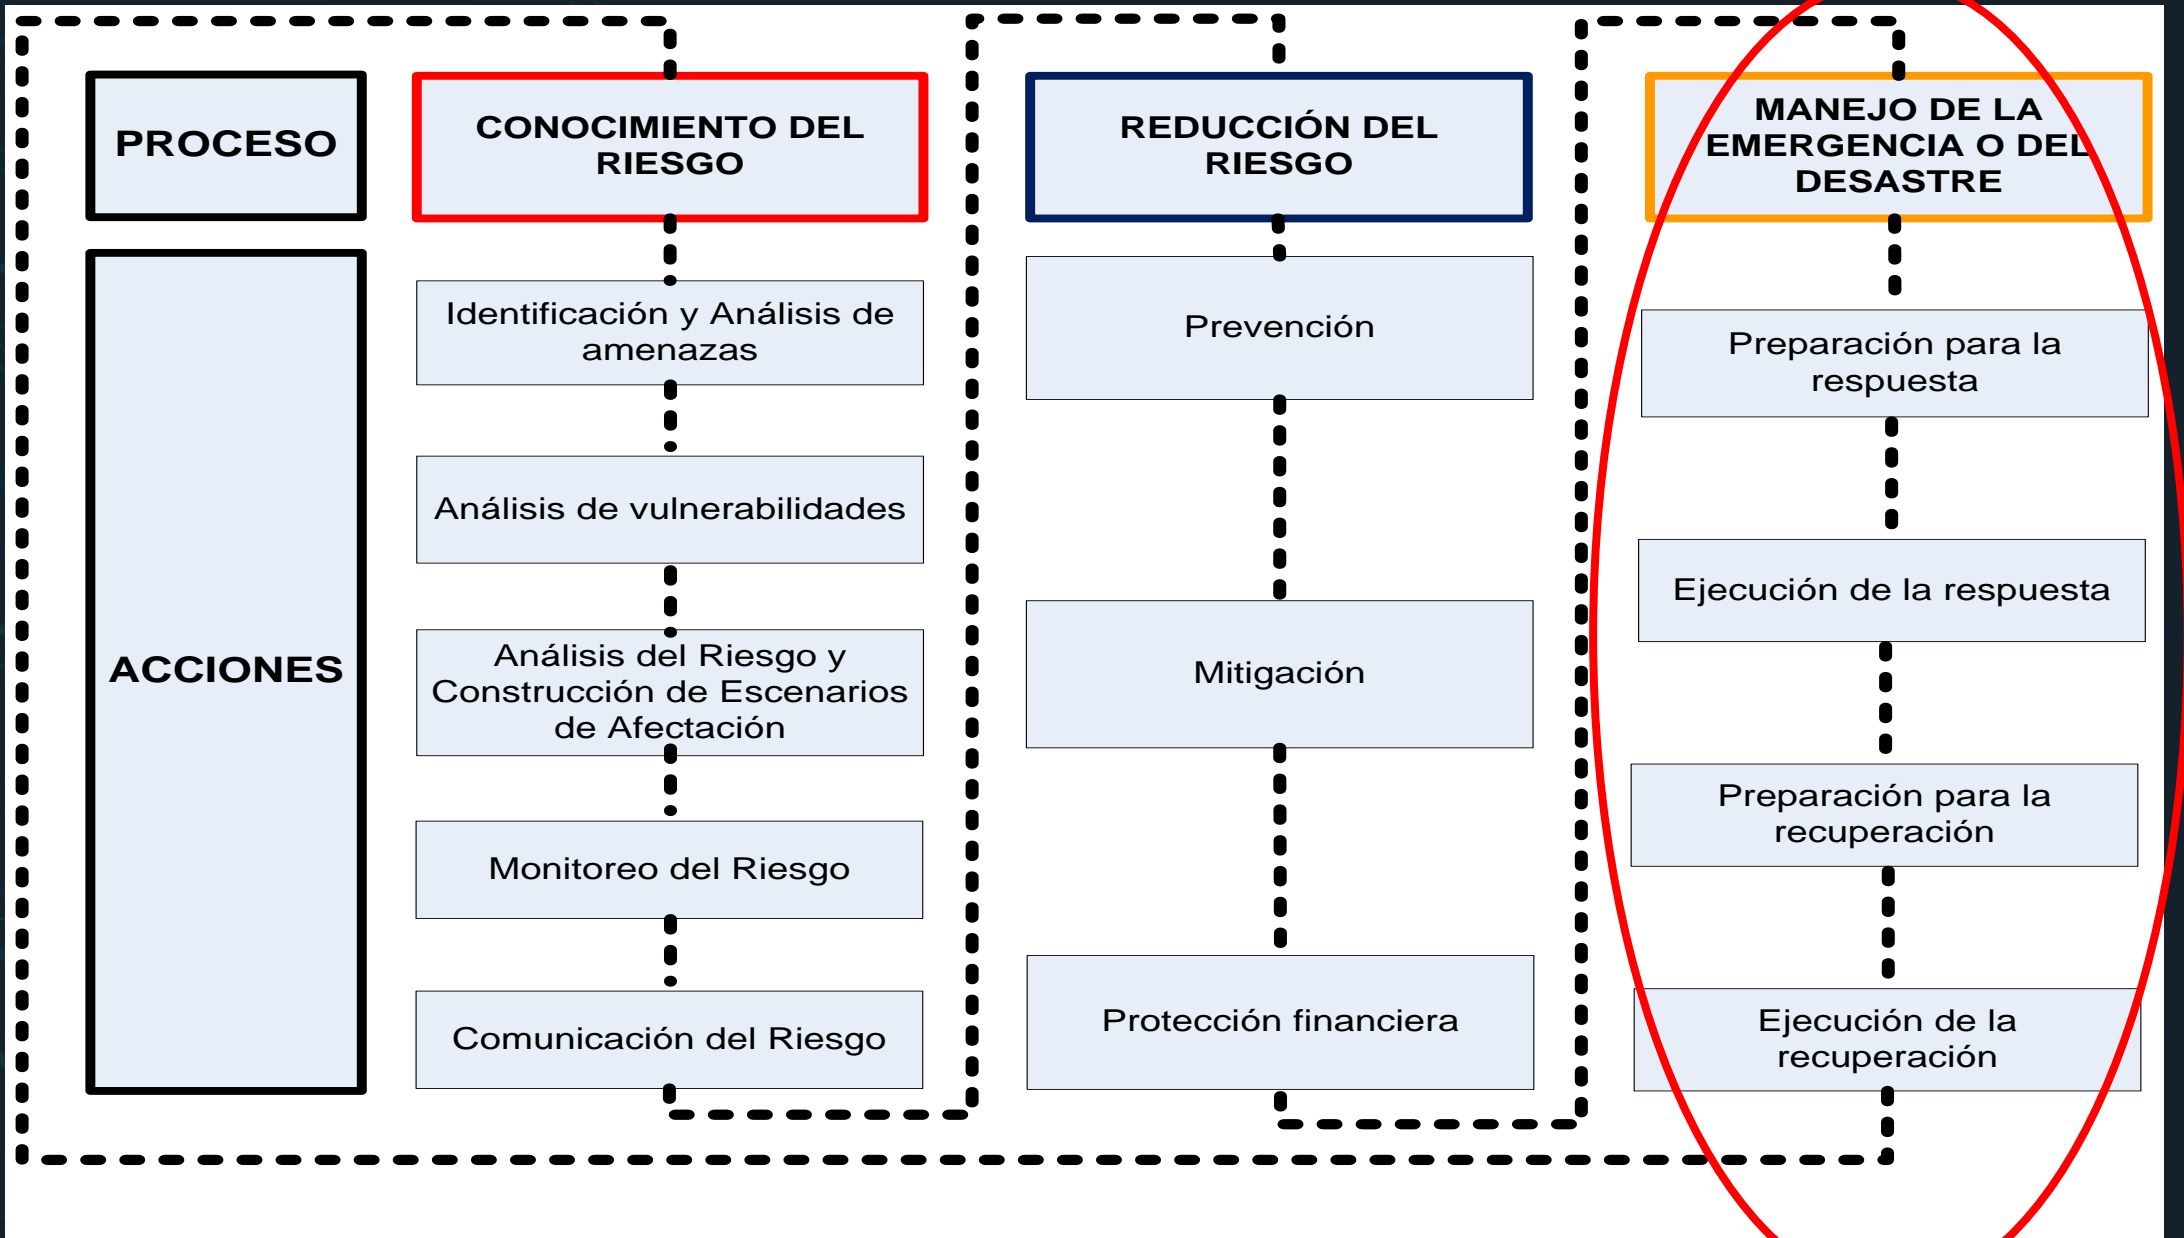 PROCESO
CONOCIMIENTO DEL
RIESGO
REDUCCIÓN DEL
RIESGO
MANEJO DE LA
EMERGENCIA O DEL
DESASTRE
ACCIONES
Identificación y Análisis de
amenazas
Análisis de vulnerabilidades
Análisis del Riesgo y
Construcción de Escenarios
de Afectación
Monitoreo del Riesgo
Comunicación del Riesgo
Prevención
Mitigación
Protección financiera
Preparación para la
respuesta
Ejecución de la respuesta
Preparación para la
recuperación
Ejecución de la
recuperación